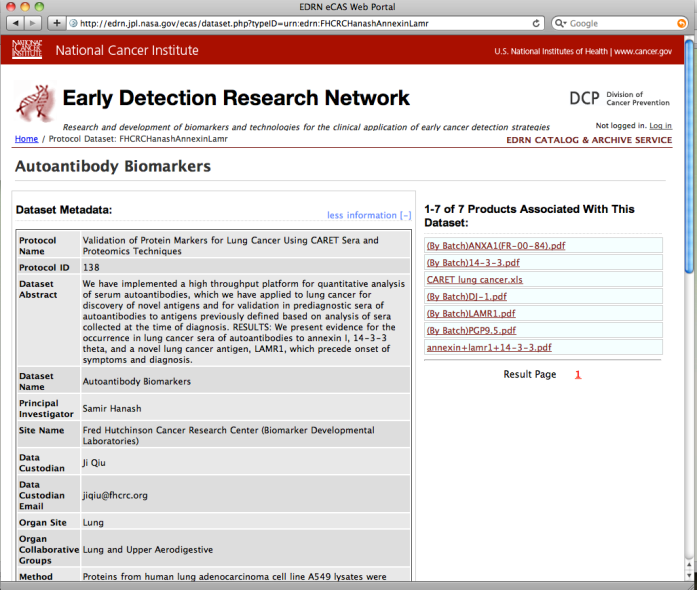 EDRN eCAS Web Portal
http://edrn.jpl.nasa.gov/ecas/dataset.php?typeID=urn:edrn:FHCRCHanashAnnexinLamr
Google
NATIONAL CANCER INSTITUTE
National Cancer Institute
U.S. National Institutes of Health | www.cancer.gov
Early Detection Research Network
DCP Division of Cancer Prevention
Research and development of biomarkers and technologies for the clinical application of early cancer detection strategies
Not logged in. Log in
Home / Protocol Dataset: FHCRCHanashAnnexinLamr
EDRN CATALOG & ARCHIVE SERVICE
Autoantibody Biomarkers
Dataset Metadata:
less information [-]
Protocol Name
Validation of Protein Markers for Lung Cancer Using CARET Sera and
Proteomics Techniques
Protocol ID 138
Dataset Abstract
We have implemented a high throughput platform for quantitative analysis
of serum autoantibodies, which we have applied to lung cancer for
discovery of novel antigens and for validation in prediagnostic sera of
autoantibodies to antigens previously defined based on analysis of sera
collected at the time of diagnosis. RESULTS: We present evidence for the
occurrence in lung cancer sera of autoantibodies to annexin I, 14-3-3
theta, and a novel lung cancer antigen, LAMR1, which precede onset of
symptoms and diagnosis.
Dataset Name
Autoantibody Biomarkers
Principal Investigator
Samir Hanash
Site Name
Fred Hutchinson Cancer Research Center (Biomarker Developmental
Laboratories)
Data Custodian
Ji Qiu
Data Custodian Email
jiqiu@fhcrc.org
Organ Site Lung
Organ Collaborative Groups
Lung and Upper Aerodigestive
Method Proteins from human lung adenocarcinoma cell line A549 lysates were
1-7 of 7 Products Associated With This
Dataset:
(By Batch)ANXA1(FR-00-84).pdf
(By Batch)14-3-3.pdf
CARET lung cancer.xls
(By Batch)DJ-1.pdf
(By Batch)LAMR1.pdf
(By Batch)PGP9.5.pdf
annexin+lamr1+14-3-3.pdf
Result Page 1